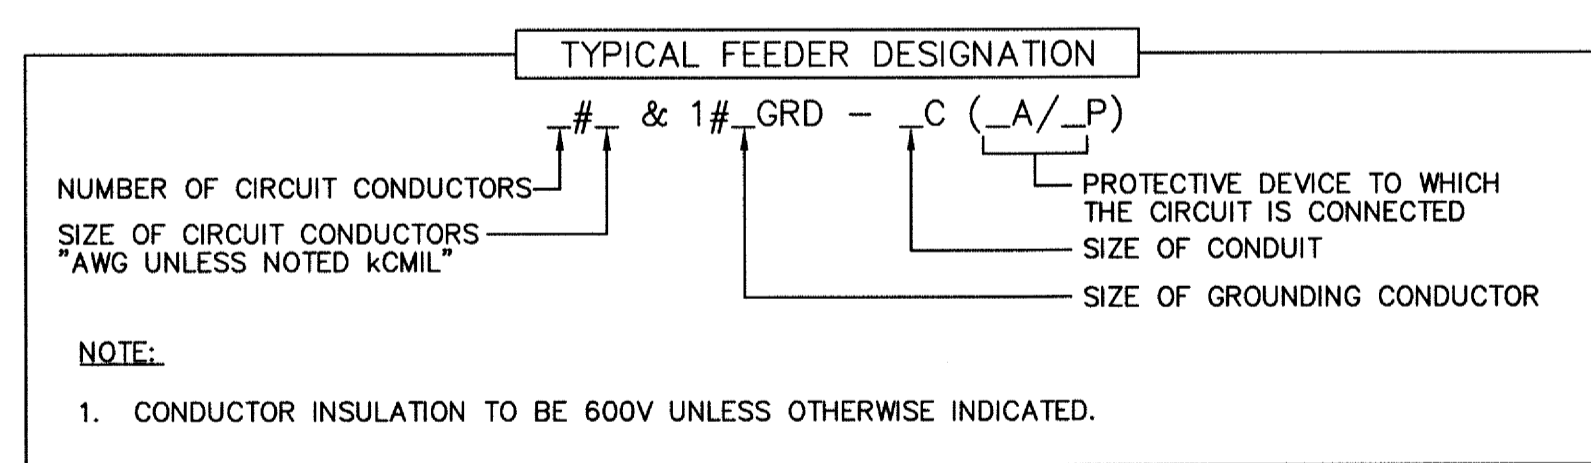 TYPICAL FEEDER DESIGNATION
_#_ & 1#_GRD - _C (_A/_P)
NUMBER OF CIRCUIT CONDUCTORS
SIZE OF CIRCUIT CONDUCTORS
"AWG UNLESS NOTED kCMIL"
PROTECTIVE DEVICE TO WHICH
THE CIRCUIT IS CONNECTED
SIZE OF CONDUIT
SIZE OF GROUNDING CONDUCTOR
NOTE:
1. CONDUCTOR INSULATION TO BE 600V UNLESS OTHERWISE INDICATED.